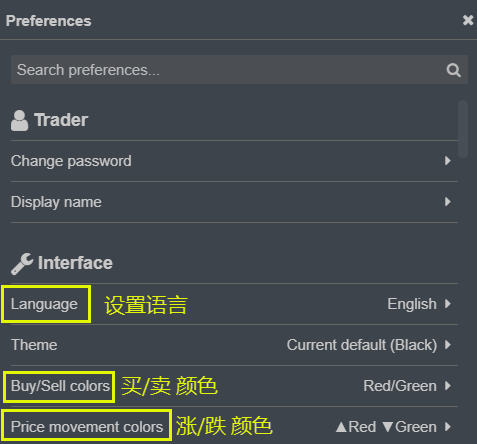 Preferences
Search preferences...
Trader
Change password
Display name
Interface
Language 设置语言 English
Theme Current default (Black)
Buy/Sell colors 买/卖 颜色 Red/Green
Price movement colors 涨/跌 颜色 ▲Red ▼Green